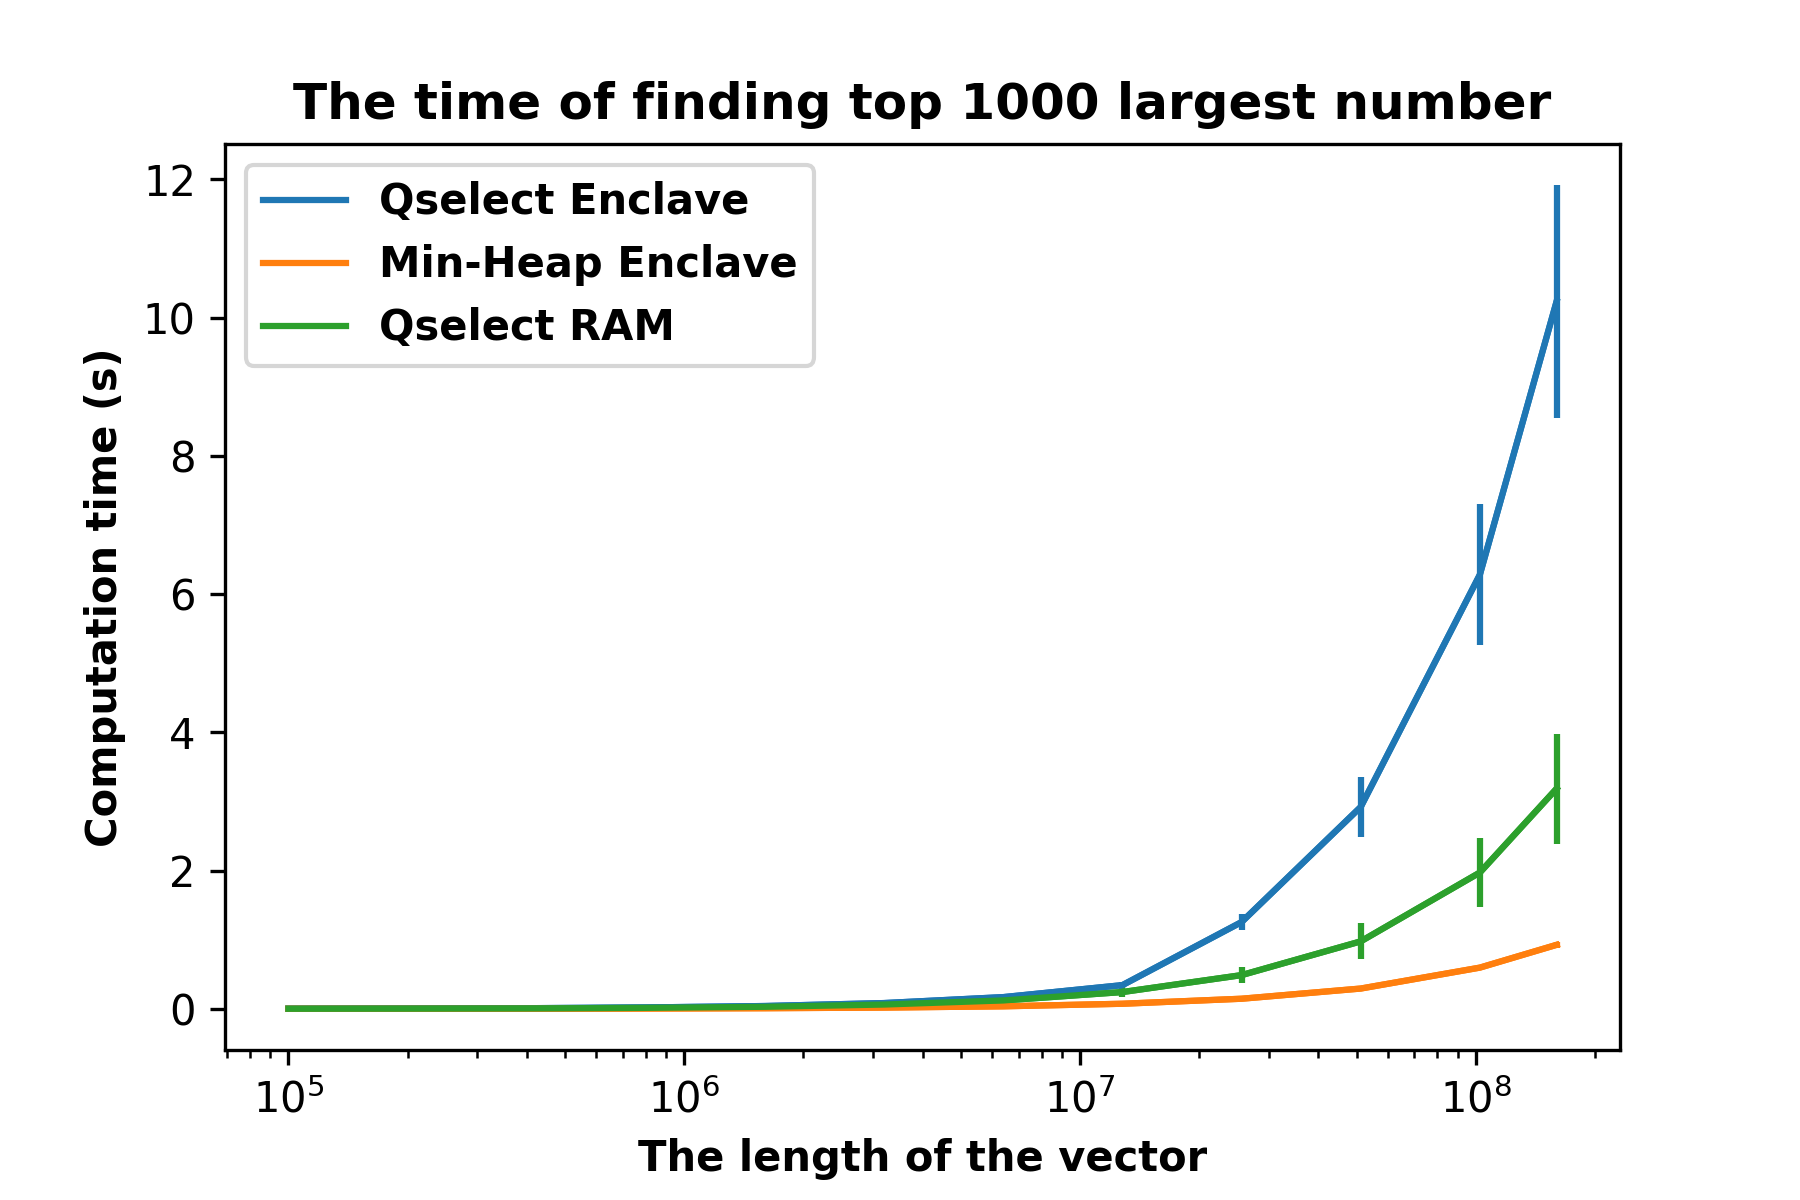 The time of finding top 1000 largest number
Qselect Enclave
Min-Heap Enclave
Qselect RAM
Computation time (s)
12
10
8
6
4
2
0
10⁵ 10⁶ 10⁷ 10⁸
The length of the vector